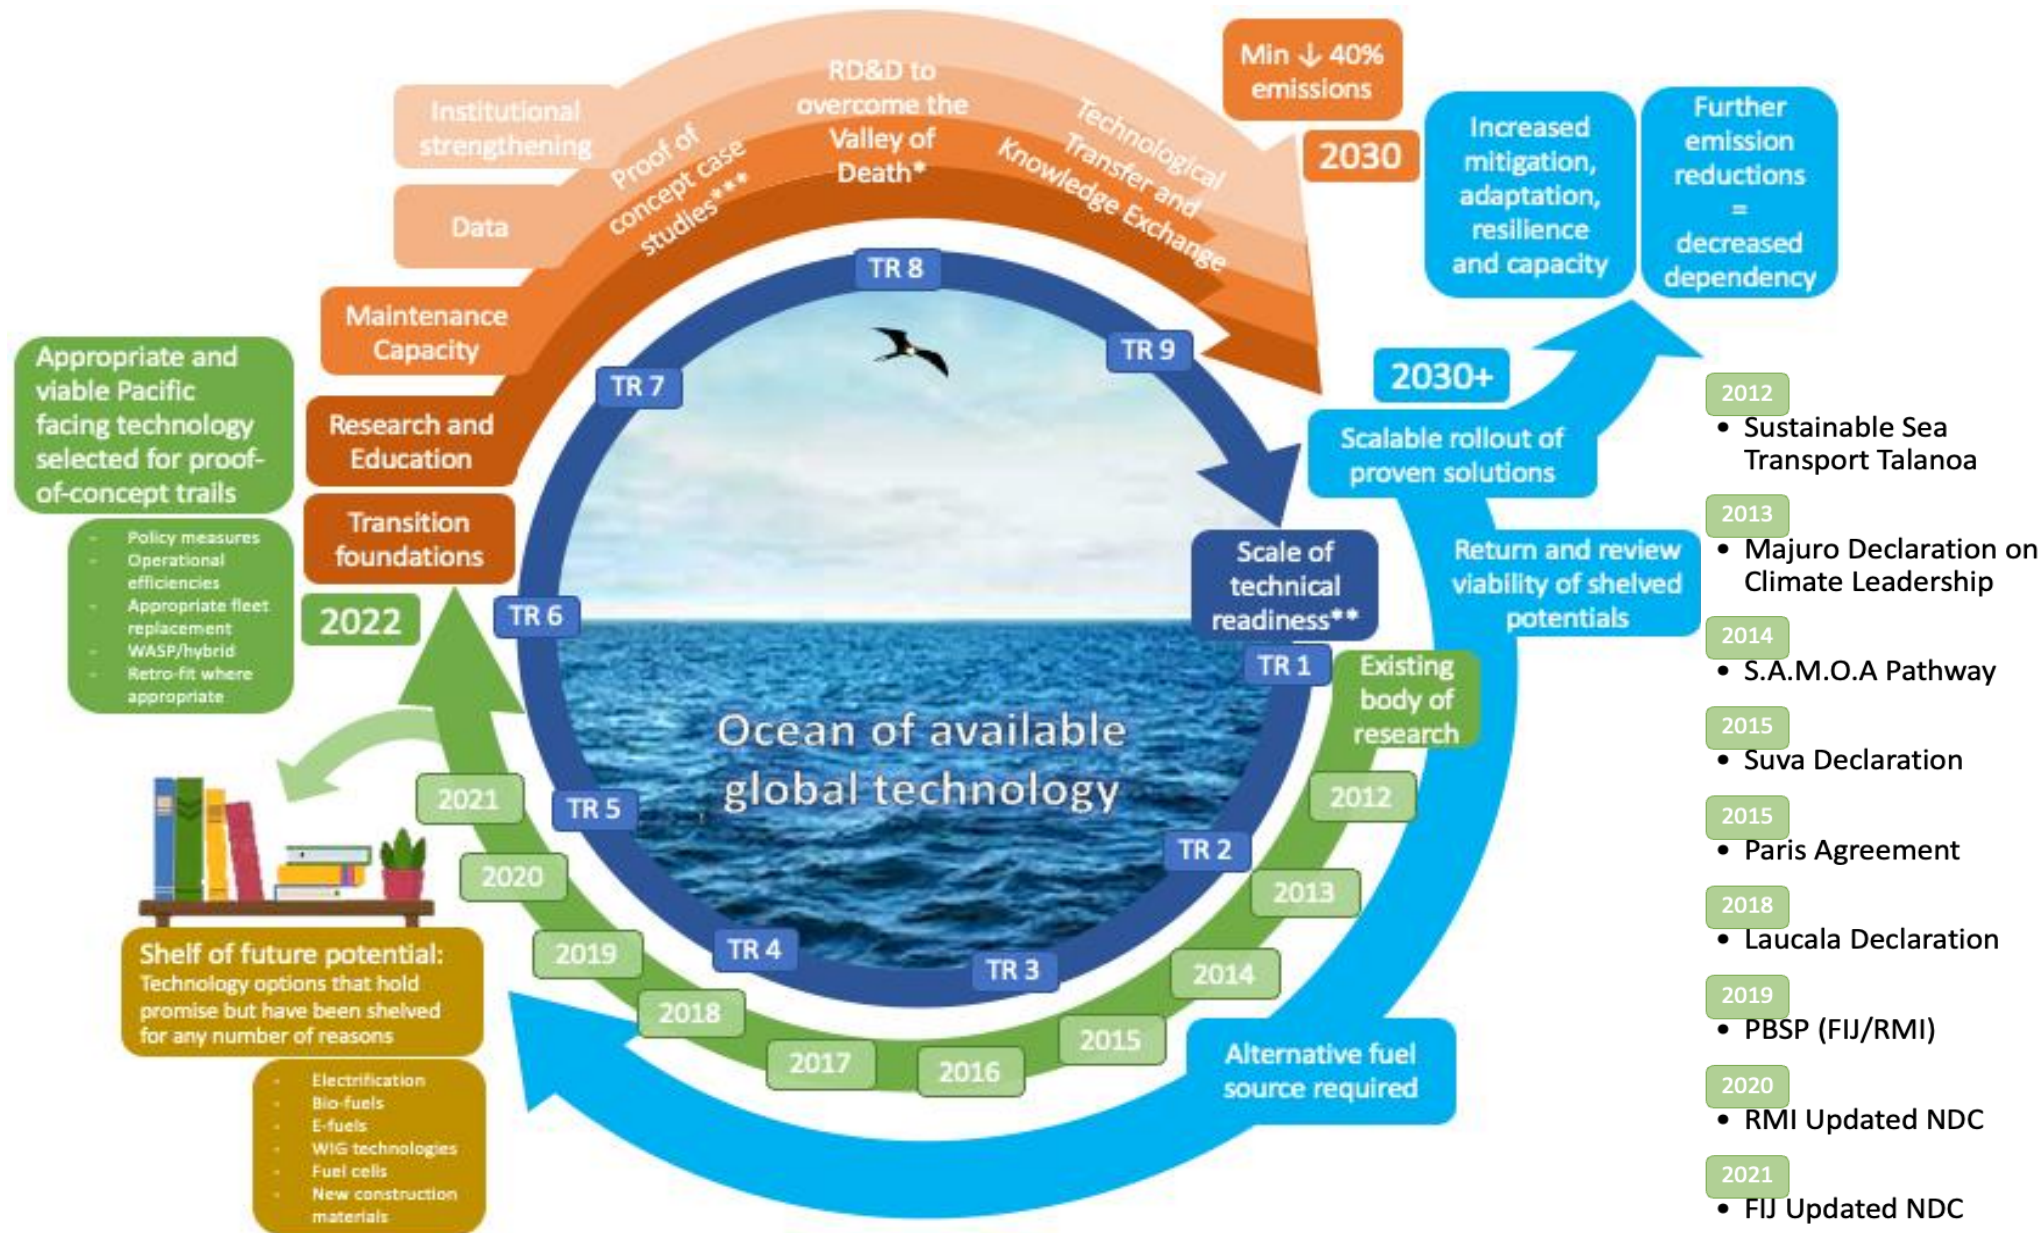 Institutional
strengthening
Data
Maintenance
Capacity
Research and
Education
Transition
foundations
2022
Proof of
concept case
studies***
RD&D to
overcome the
Valley of
Death*
Technological
Transfer and
Knowledge Exchange
Min ↓ 40%
emissions
2030
Increased
mitigation,
adaptation,
resilience
and capacity
Further
emission
reductions
=
decreased
dependency
2030+
Scalable rollout of
proven solutions
Return and review
viability of shelved
potentials
Alternative fuel
source required
Appropriate and
viable Pacific
facing technology
selected for proof-
of-concept trails
- Policy measures
- Operational
efficiencies
- Appropriate fleet
replacement
- WASP/hybrid
- Retro-fit where
appropriate
Shelf of future potential:
Technology options that hold
promise but have been shelved
for any number of reasons
- Electrification
- Bio-fuels
- E-fuels
- WIG technologies
- Fuel cells
- New construction
materials
Ocean of available
global technology
Scale of
technical
readiness**
TR 1
TR 2
TR 3
TR 4
TR 5
TR 6
TR 7
TR 8
TR 9
Existing
body of
research
2012
2013
2014
2015
2016
2017
2018
2019
2020
2021
2012
• Sustainable Sea
Transport Talanoa
2013
• Majuro Declaration on
Climate Leadership
2014
• S.A.M.O.A Pathway
2015
• Suva Declaration
2015
• Paris Agreement
2018
• Laucala Declaration
2019
• PBSP (FIJ/RMI)
2020
• RMI Updated NDC
2021
• FIJ Updated NDC